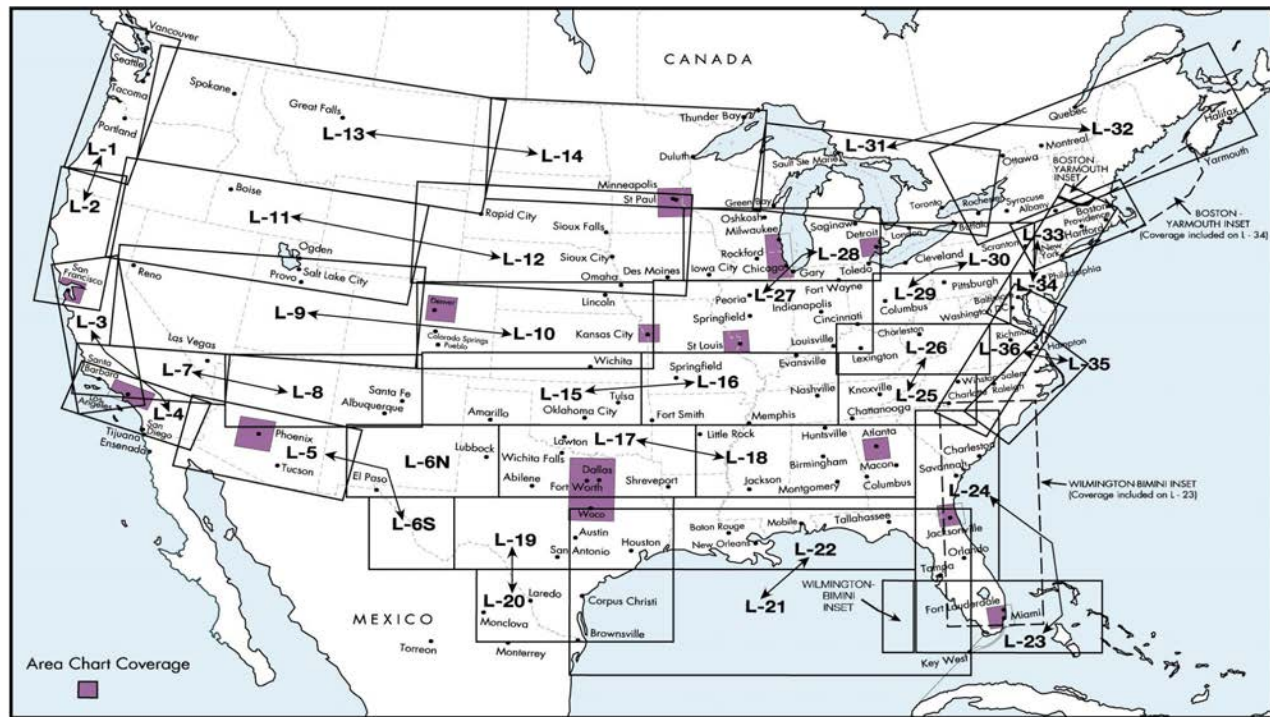 CANADA
Vancouver
Seattle
Tacoma
Portland
L-1
L-2
Spokane
Great Falls
L-13
L-14
Thunder Bay
Duluth
Sault Ste Marie
L-31
L-32
Quebec
Montreal
Ottawa
Halifax
Yarmouth
BOSTON-
YARMOUTH
INSET
BOSTON -
YARMOUTH INSET
(Coverage included on L - 34)
Boise
L-11
Rapid City
Minneapolis
St Paul
Green Bay
Oshkosh
Milwaukee
Saginaw
Detroit
Toronto
London
Rochester
Buffalo
Syracuse
Albany
Boston
Providence
Hartford
L-33
New
York
Scranton
Philadelphia
L-34
Ogden
Salt Lake City
Provo
L-12
Sioux Falls
Sioux City
Omaha
Des Moines
Iowa City
Rockford
Chicago
Gary
L-28
L-27
Toledo
Fort Wayne
Cleveland
L-30
L-29
Pittsburgh
Columbus
Baltimore
Washington DC
San
Francisco
Reno
L-3
L-9
L-10
Denver
Colorado Springs
Pueblo
Lincoln
Kansas City
Peoria
Springfield
St Louis
Indianapolis
Cincinnati
Louisville
Evansville
Charleston
Lexington
L-26
L-25
Richmond
Hampton
L-36
L-35
Winston-Salem
Raleigh
Charlotte
Las Vegas
L-7
L-8
Santa
Barbara
Los
Angeles
L-4
San
Diego
Tijuana
Ensenada
Santa Fe
Albuquerque
Wichita
L-15
L-16
Springfield
Tulsa
Oklahoma City
Amarillo
Fort Smith
Nashville
Knoxville
Memphis
Chattanooga
Phoenix
L-5
Tucson
El Paso
L-6N
L-6S
Lubbock
Lawton
Wichita Falls
L-17
L-18
Abilene
Dallas
Fort Worth
Waco
Shreveport
Little Rock
Huntsville
Birmingham
Jackson
Montgomery
Atlanta
Macon
Columbus
Charleston
Savannah
L-24
WILMINGTON-BIMINI INSET
(Coverage included on L - 23)
L-19
L-20
Austin
San Antonio
Houston
Baton Rouge
New Orleans
Mobile
Tallahassee
L-22
L-21
Jacksonville
Orlando
Tampa
WILMINGTON-
BIMINI
INSET
Fort Lauderdale
Miami
L-23
Key West
Laredo
Corpus Christi
Monclova
Brownsville
Monterrey
Torreon
MEXICO
Area Chart Coverage